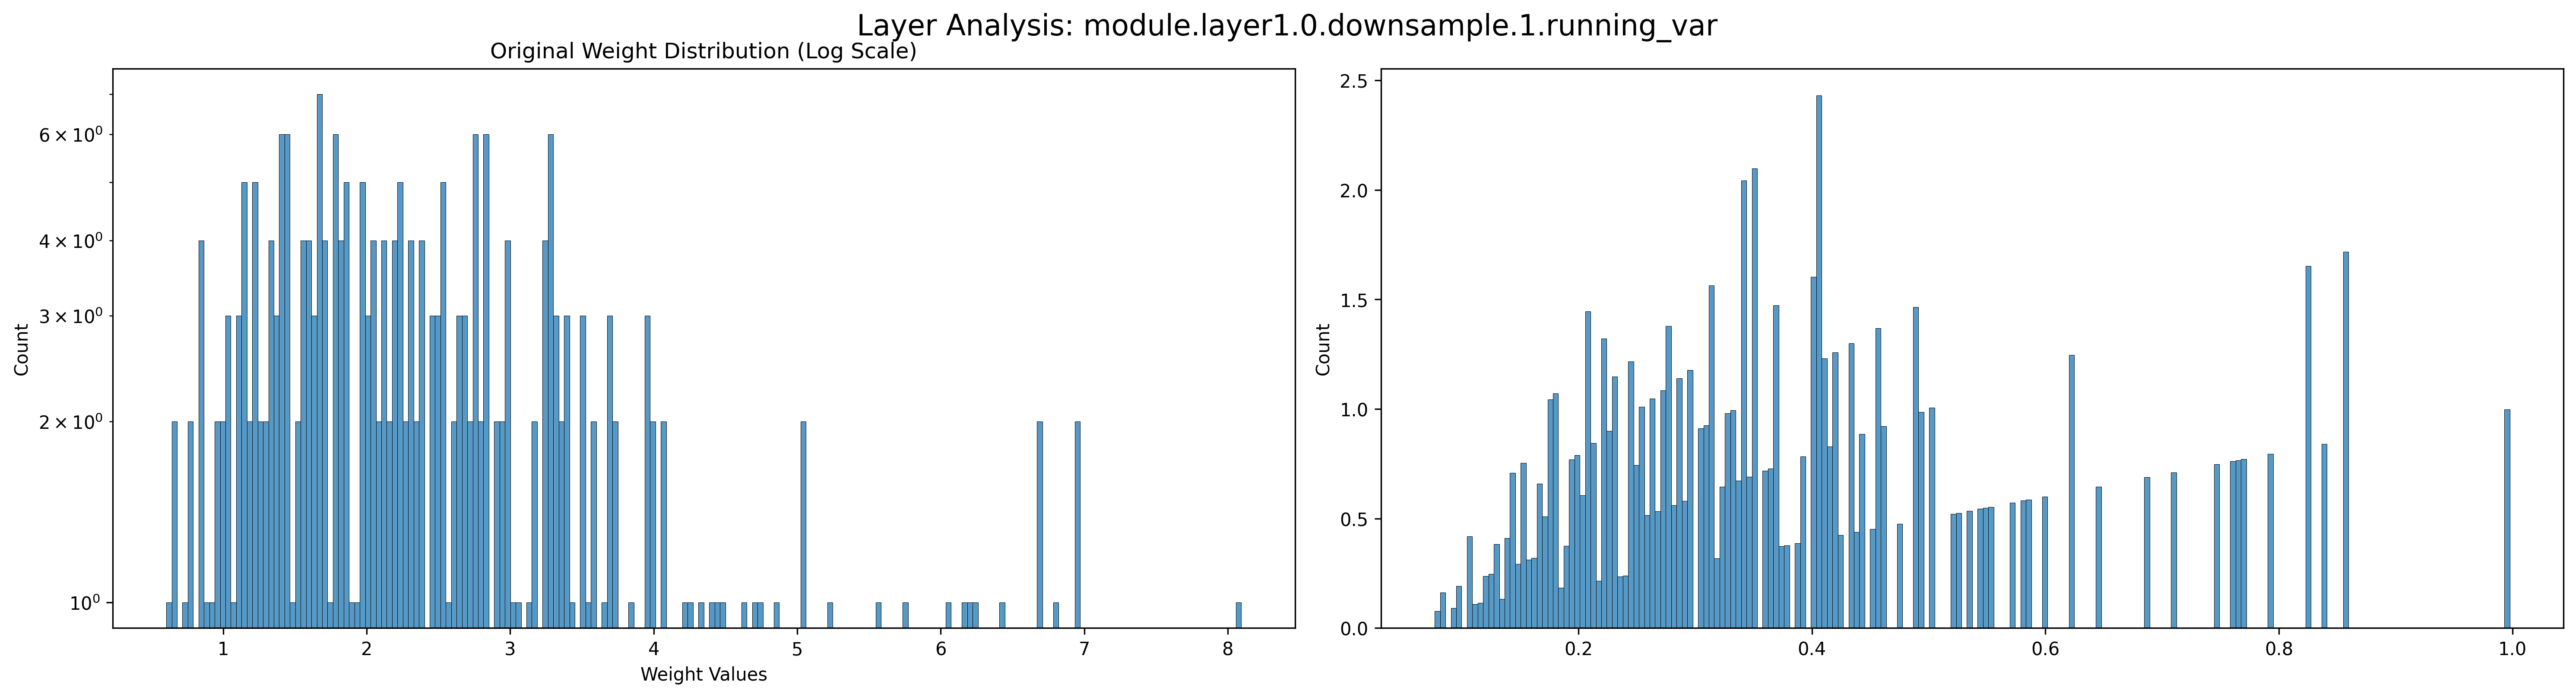 Layer Analysis: module.layer1.0.downsample.1.running_var
Original Weight Distribution (Log Scale)
Count
6 × 10⁰
4 × 10⁰
3 × 10⁰
2 × 10⁰
10⁰
1 2 3 4 5 6 7 8
Weight Values
Count
2.5
2.0
1.5
1.0
0.5
0.0
0.2 0.4 0.6 0.8 1.0